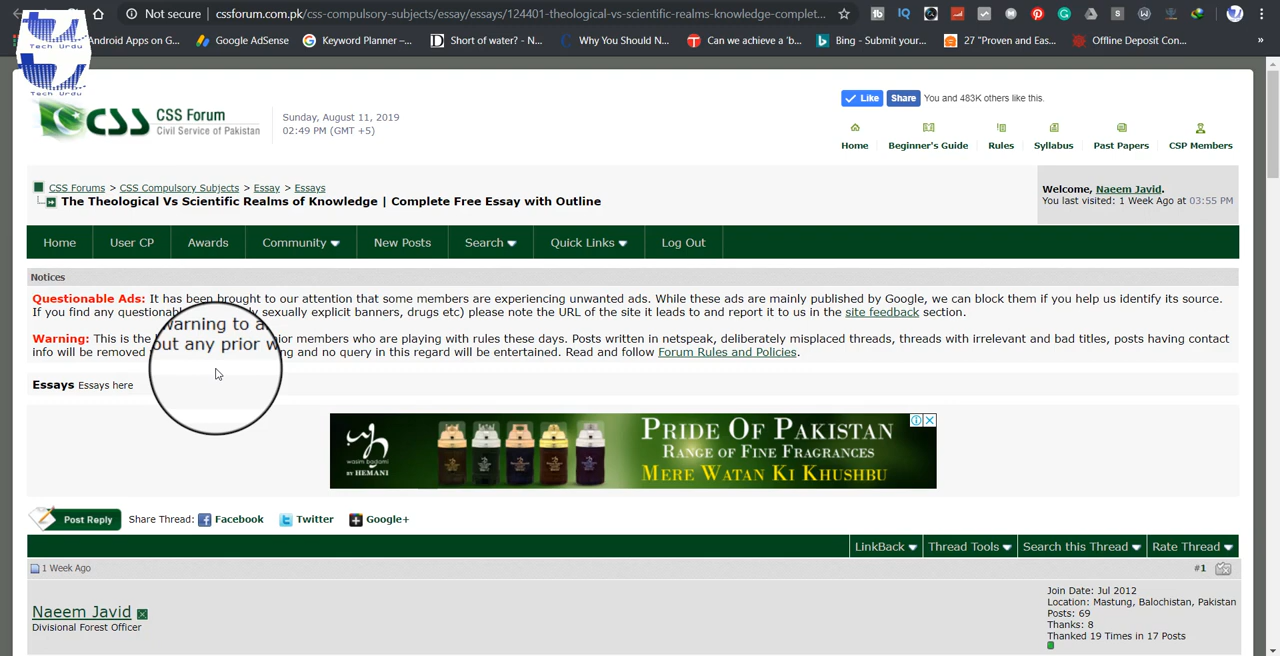 Not secure | cssforum.com.pk/css-compulsory-subjects/essay/essays/124401-theological-vs-scientific-realms-knowledge-complet...
Tech Urdu
Android Apps on G...
Google AdSense
Keyword Planner –...
Short of water? - N...
Why You Should N...
Can we achieve a 'b...
Bing - Submit your...
27 "Proven and Eas...
Offline Deposit Con...
Tech Urdu
CSS CSS Forum
Civil Service of Pakistan
Sunday, August 11, 2019
02:49 PM (GMT +5)
Like Share You and 483K others like this.
Home Beginner's Guide Rules Syllabus Past Papers CSP Members
CSS Forums > CSS Compulsory Subjects > Essay > Essays
The Theological Vs Scientific Realms of Knowledge | Complete Free Essay with Outline
Welcome, Naeem Javid.
You last visited: 1 Week Ago at 03:55 PM
Home User CP Awards Community New Posts Search Quick Links Log Out
Notices
Questionable Ads: It has been brought to our attention that some members are experiencing unwanted ads. While these ads are mainly published by Google, we can block them if you help us identify its source.
If you find any questionable sexually explicit banners, drugs etc) please note the URL of the site it leads to and report it to us in the site feedback section.
warning to a
Warning: This is the ior members who are playing with rules these days. Posts written in netspeak, deliberately misplaced threads, threads with irrelevant and bad titles, posts having contact
out any prior w
info will be removed ing and no query in this regard will be entertained. Read and follow Forum Rules and Policies.
Essays Essays here
wasim badami
BY HEMANI
PRIDE OF PAKISTAN
RANGE OF FINE FRAGRANCES
MERE WATAN KI KHUSHBU
Post Reply Share Thread: Facebook Twitter Google+
LinkBack Thread Tools Search this Thread Rate Thread
1 Week Ago #1
Naeem Javid
Divisional Forest Officer
Join Date: Jul 2012
Location: Mastung, Balochistan, Pakistan
Posts: 69
Thanks: 8
Thanked 19 Times in 17 Posts